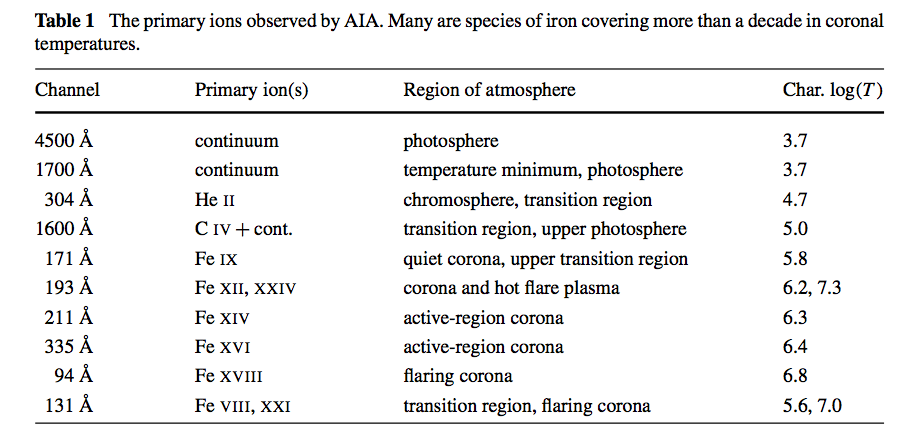 Table 1 The primary ions observed by AIA. Many are species of iron covering more than a decade in coronal
temperatures.
Channel Primary ion(s) Region of atmosphere Char. log(T)
4500 Å continuum photosphere 3.7
1700 Å continuum temperature minimum, photosphere 3.7
304 Å He II chromosphere, transition region 4.7
1600 Å C IV + cont. transition region, upper photosphere 5.0
171 Å Fe IX quiet corona, upper transition region 5.8
193 Å Fe XII, XXIV corona and hot flare plasma 6.2, 7.3
211 Å Fe XIV active-region corona 6.3
335 Å Fe XVI active-region corona 6.4
94 Å Fe XVIII flaring corona 6.8
131 Å Fe VIII, XXI transition region, flaring corona 5.6, 7.0